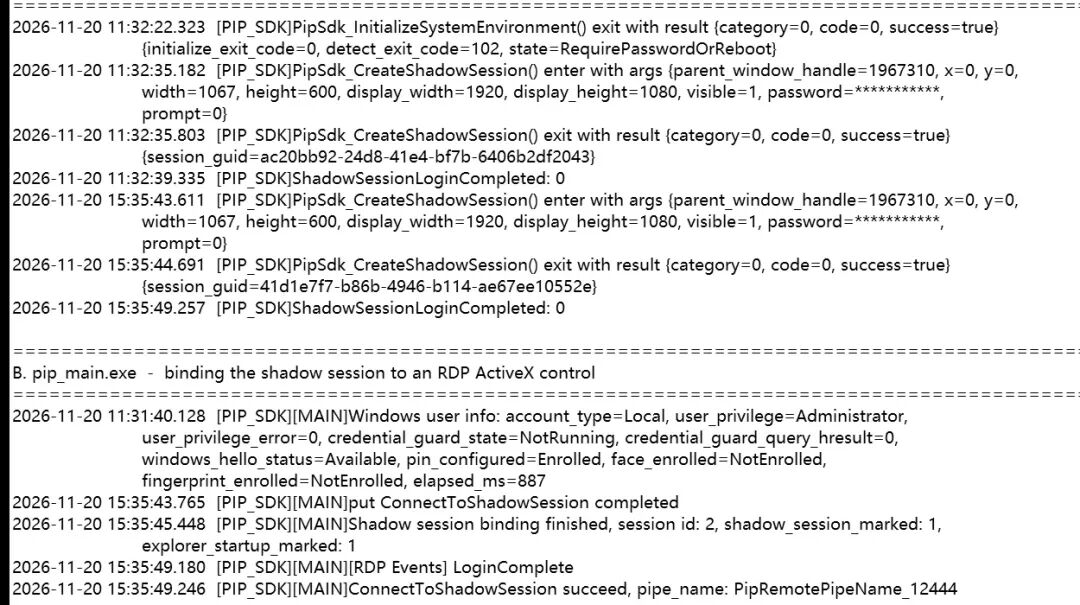 ================================================================================
2026-11-20 11:32:22.323 [PIP_SDK]PipSdk_InitializeSystemEnvironment() exit with result {category=0, code=0, success=true}
{initialize_exit_code=0, detect_exit_code=102, state=RequirePasswordOrReboot}
2026-11-20 11:32:35.182 [PIP_SDK]PipSdk_CreateShadowSession() enter with args {parent_window_handle=1967310, x=0, y=0,
width=1067, height=600, display_width=1920, display_height=1080, visible=1, password=***********,
prompt=0}
2026-11-20 11:32:35.803 [PIP_SDK]PipSdk_CreateShadowSession() exit with result {category=0, code=0, success=true}
{session_guid=ac20bb92-24d8-41e4-bf7b-6406b2df2043}
2026-11-20 11:32:39.335 [PIP_SDK]ShadowSessionLoginCompleted: 0
2026-11-20 15:35:43.611 [PIP_SDK]PipSdk_CreateShadowSession() enter with args {parent_window_handle=1967310, x=0, y=0,
width=1067, height=600, display_width=1920, display_height=1080, visible=1, password=***********,
prompt=0}
2026-11-20 15:35:44.691 [PIP_SDK]PipSdk_CreateShadowSession() exit with result {category=0, code=0, success=true}
{session_guid=41d1e7f7-b86b-4946-b114-ae67ee10552e}
2026-11-20 15:35:49.257 [PIP_SDK]ShadowSessionLoginCompleted: 0
================================================================================
B. pip_main.exe - binding the shadow session to an RDP ActiveX control
================================================================================
2026-11-20 11:31:40.128 [PIP_SDK][MAIN]Windows user info: account_type=Local, user_privilege=Administrator,
user_privilege_error=0, credential_guard_state=NotRunning, credential_guard_query_hresult=0,
windows_hello_status=Available, pin_configured=Enrolled, face_enrolled=NotEnrolled,
fingerprint_enrolled=NotEnrolled, elapsed_ms=887
2026-11-20 15:35:43.765 [PIP_SDK][MAIN]put ConnectToShadowSession completed
2026-11-20 15:35:45.448 [PIP_SDK][MAIN]Shadow session binding finished, session id: 2, shadow_session_marked: 1,
explorer_startup_marked: 1
2026-11-20 15:35:49.180 [PIP_SDK][MAIN][RDP Events] LoginComplete
2026-11-20 15:35:49.246 [PIP_SDK][MAIN]ConnectToShadowSession succeed, pipe_name: PipRemotePipeName_12444